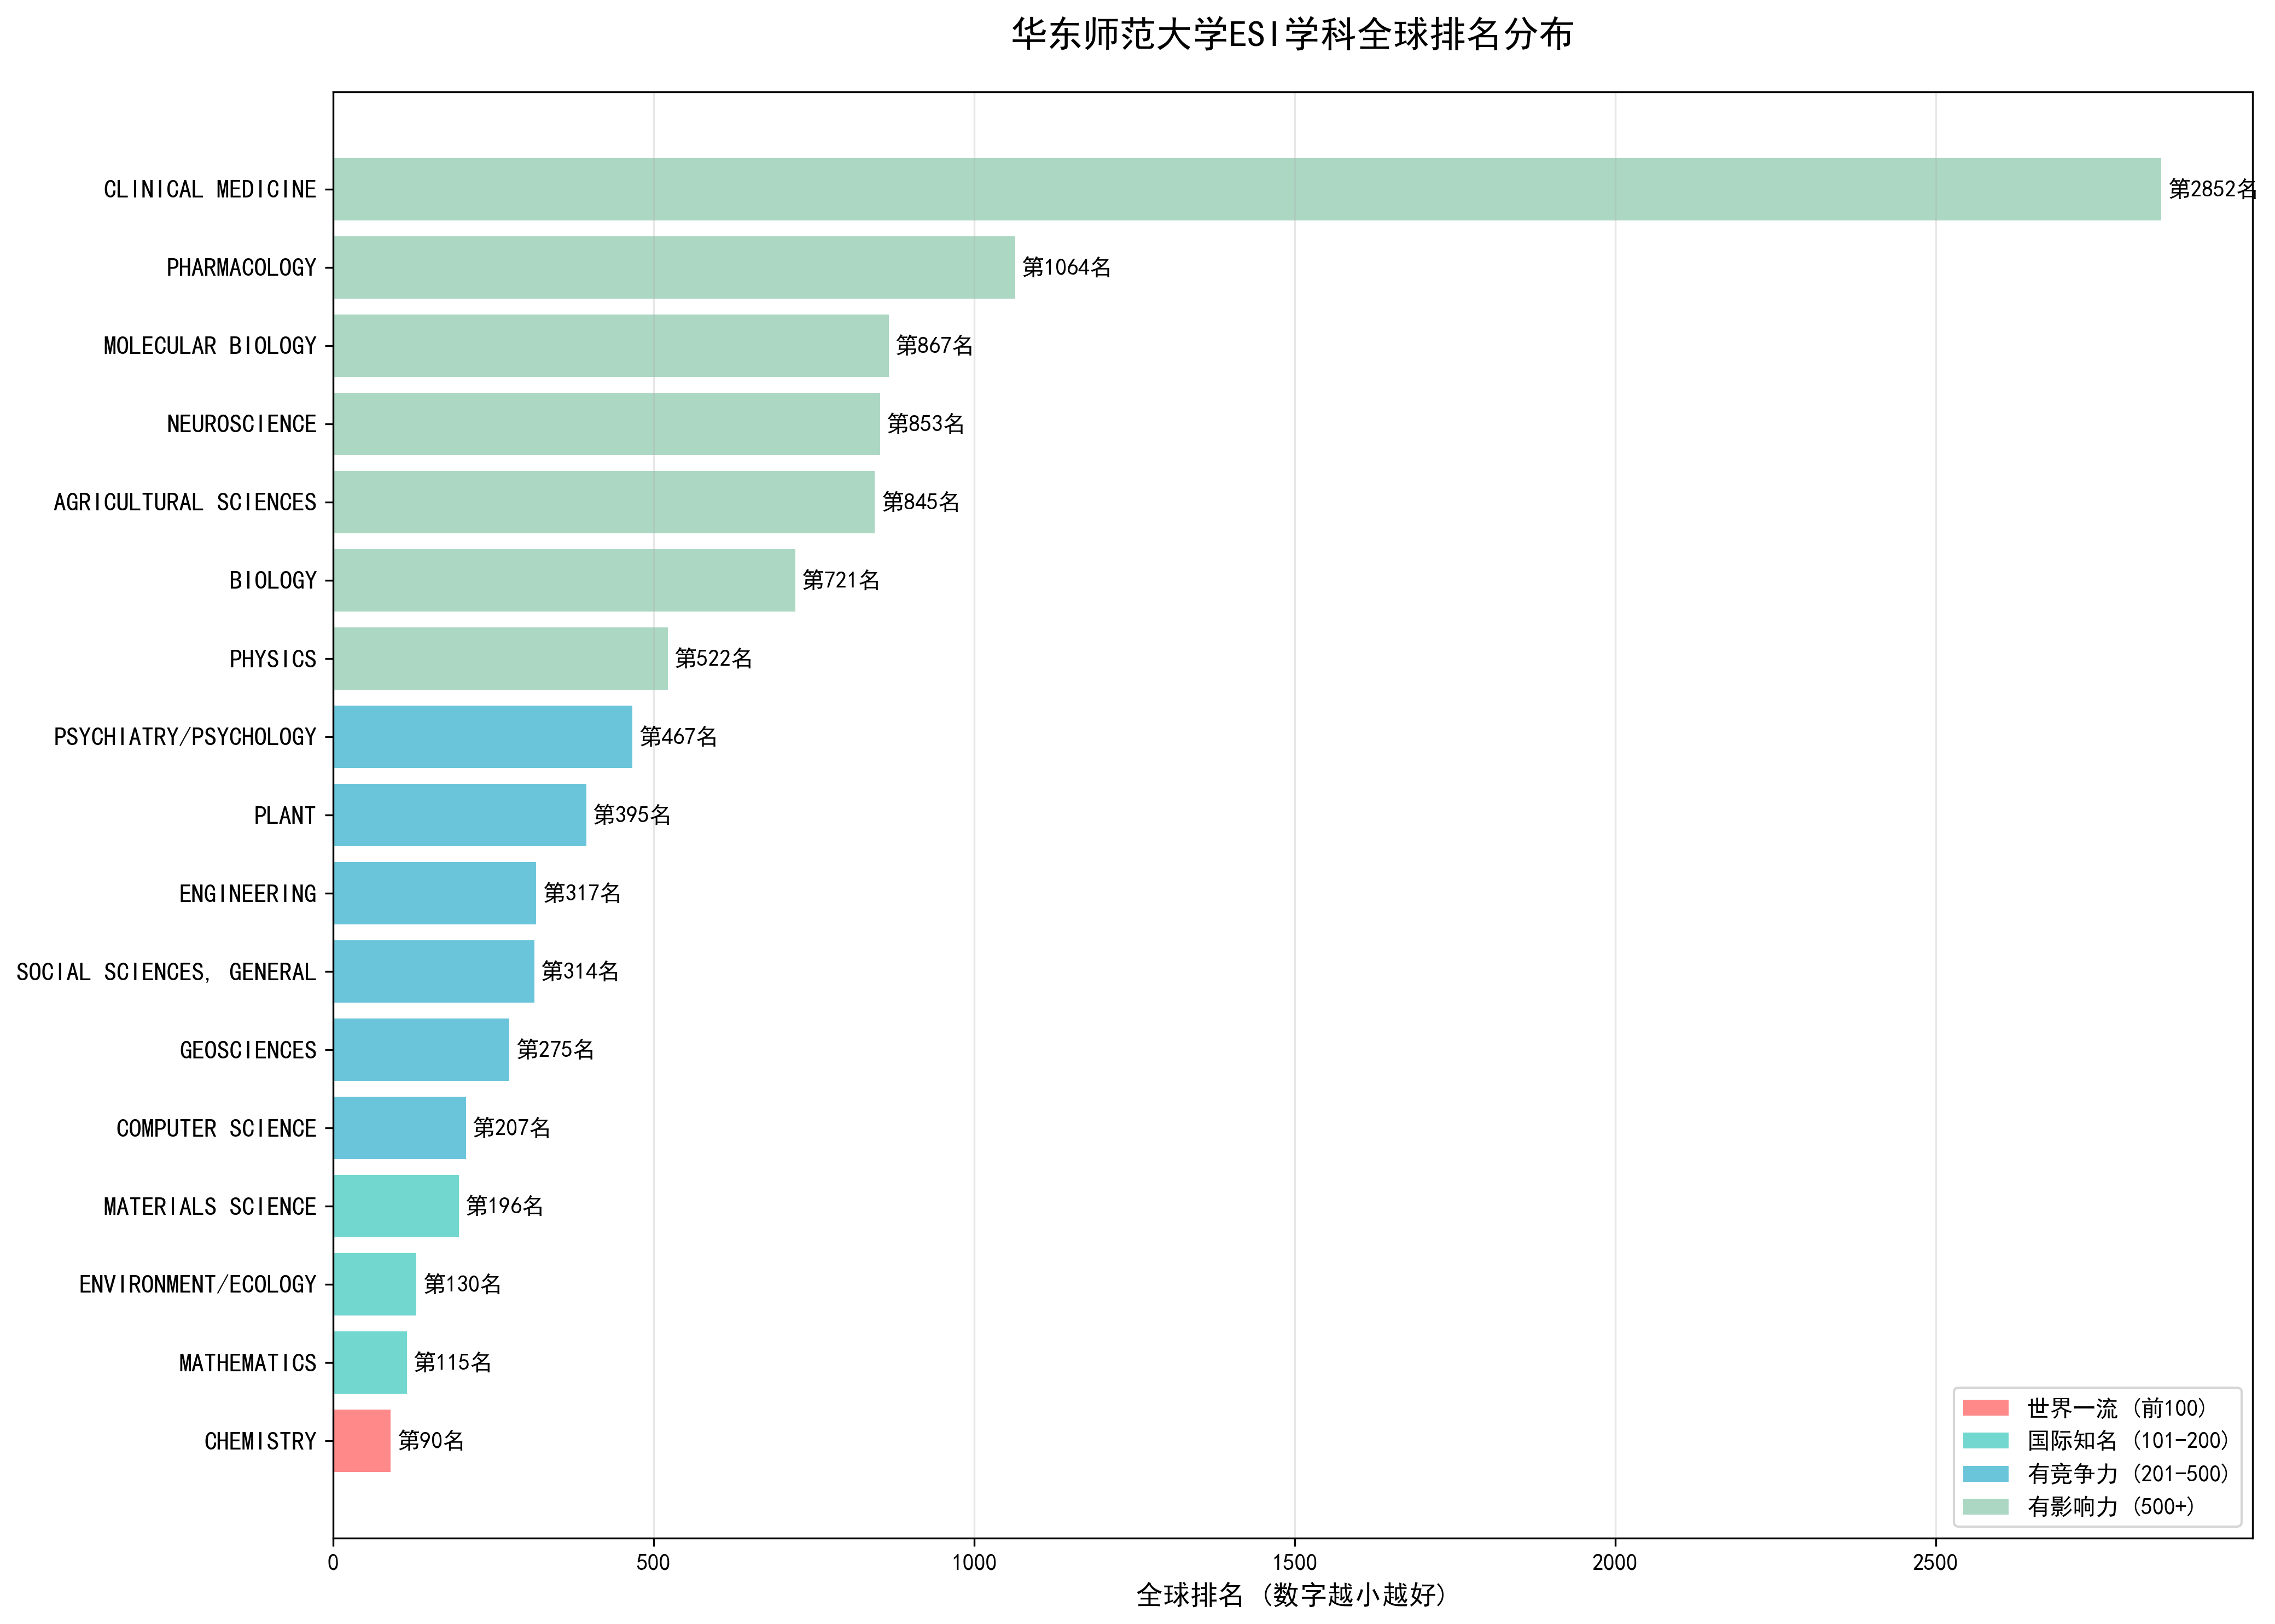 华东师范大学ESI学科全球排名分布
CLINICAL MEDICINE 第2852名
PHARMACOLOGY 第1064名
MOLECULAR BIOLOGY 第867名
NEUROSCIENCE 第853名
AGRICULTURAL SCIENCES 第845名
BIOLOGY 第721名
PHYSICS 第522名
PSYCHIATRY/PSYCHOLOGY 第467名
PLANT 第395名
ENGINEERING 第317名
SOCIAL SCIENCES, GENERAL 第314名
GEOSCIENCES 第275名
COMPUTER SCIENCE 第207名
MATERIALS SCIENCE 第196名
ENVIRONMENT/ECOLOGY 第130名
MATHEMATICS 第115名
CHEMISTRY 第90名
世界一流 (前100)
国际知名 (101-200)
有竞争力 (201-500)
有影响力 (500+)
0 500 1000 1500 2000 2500
全球排名 (数字越小越好)